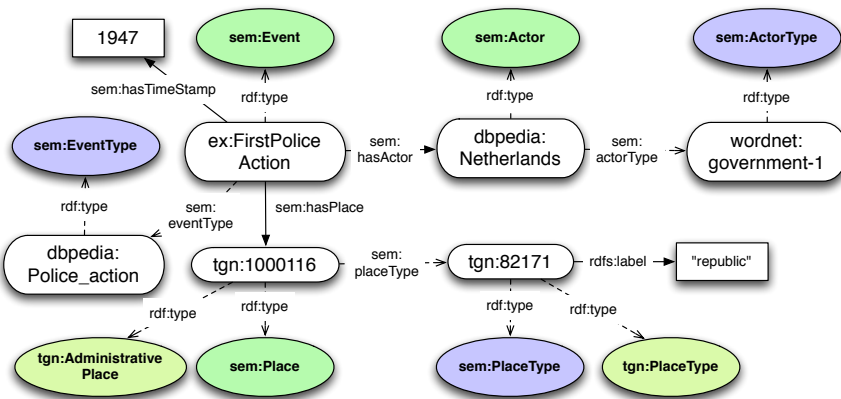 1947
sem:Event
sem:Actor
sem:ActorType
sem:hasTimeStamp
rdf:type
rdf:type
rdf:type
sem:EventType
ex:FirstPolice
Action
sem:
hasActor
dbpedia:
Netherlands
sem:
actorType
wordnet:
government-1
rdf:type
sem:
eventType
sem:hasPlace
dbpedia:
Police_action
tgn:1000116
sem:
placeType
tgn:82171
rdfs:label
"republic"
rdf:type
rdf:type
rdf:type
rdf:type
tgn:Administrative
Place
sem:Place
sem:PlaceType
tgn:PlaceType